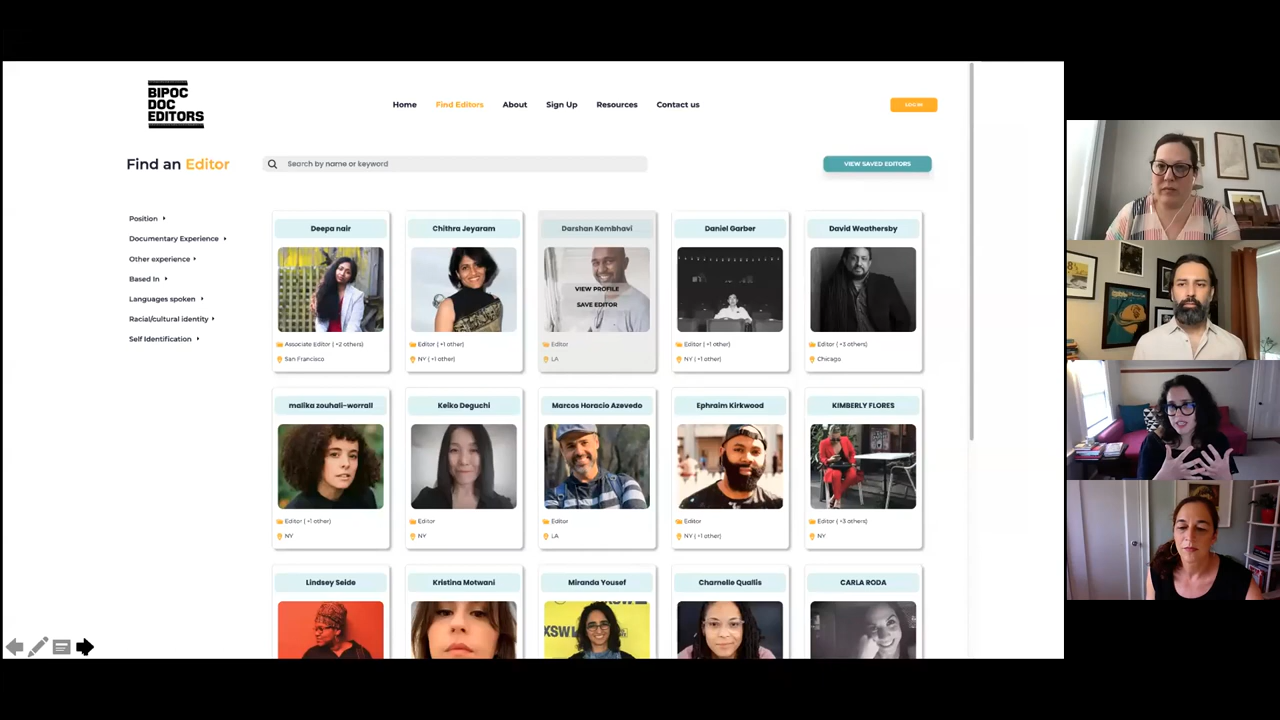 BIPOC
DOC
EDITORS
Home Find Editors About Sign Up Resources Contact us
LOG IN
Find an Editor
Search by name or keyword
VIEW SAVED EDITORS
Position
Documentary Experience
Other experience
Based In
Languages spoken
Racial/cultural identity
Self Identification
Deepa nair
Associate Editor ( +2 others)
San Francisco
Chithra Jeyaram
Editor ( +1 other)
NY ( +1 other)
Darshan Kembhavi
VIEW PROFILE
SAVE EDITOR
Editor
LA
Daniel Garber
Editor ( +1 other)
NY ( +1 other)
David Weathersby
Editor ( +3 others)
Chicago
malika zouhali-worrall
Editor ( +1 other)
NY
Keiko Deguchi
Editor
NY
Marcos Horacio Azevedo
Editor
LA
Ephraim Kirkwood
Editor
NY ( +1 other)
KIMBERLY FLORES
Editor ( +3 others)
NY
Lindsey Seide
Kristina Motwani
Miranda Yousef
XSW
Charnelle Quallis
CARLA RODA